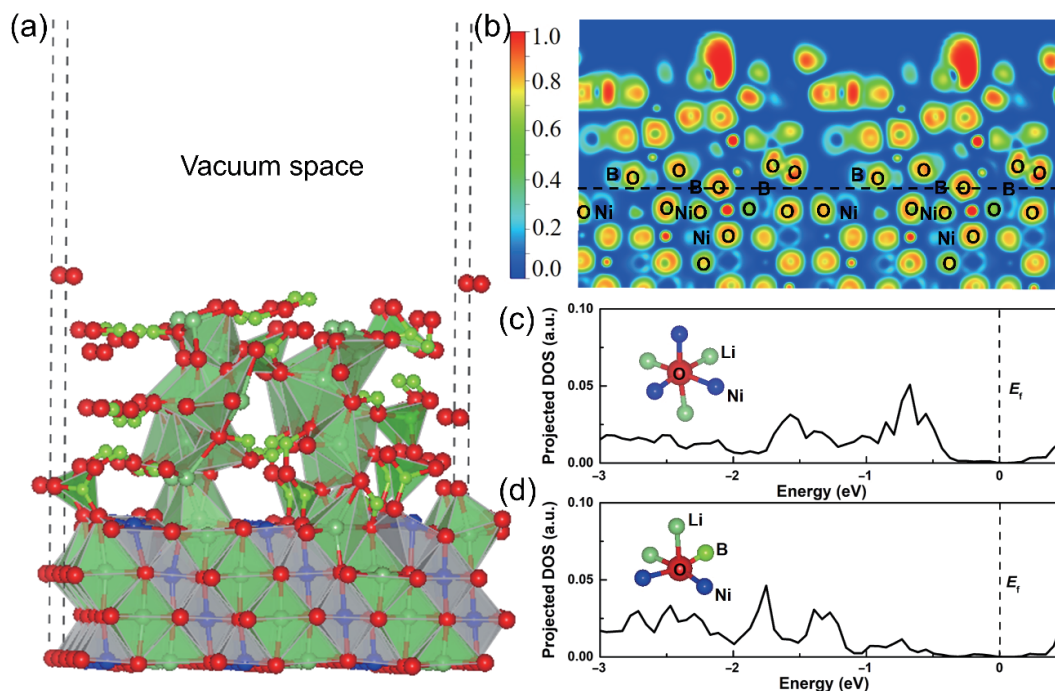 (a)
Vacuum space
(b)
1.0
0.8
0.6
0.4
0.2
0.0
O O O O O O
B O O O B O O O
B O B B O B
O Ni O Ni O O O O Ni O Ni O O O
Ni O Ni O
O O
(c)
Projected DOS (a.u.)
0.10
0.05
0.00
Li
O
Ni
Ef
−3 −2 −1 0
Energy (eV)
(d)
Projected DOS (a.u.)
0.10
0.05
0.00
Li
B
O
Ni
Ef
−3 −2 −1 0
Energy (eV)